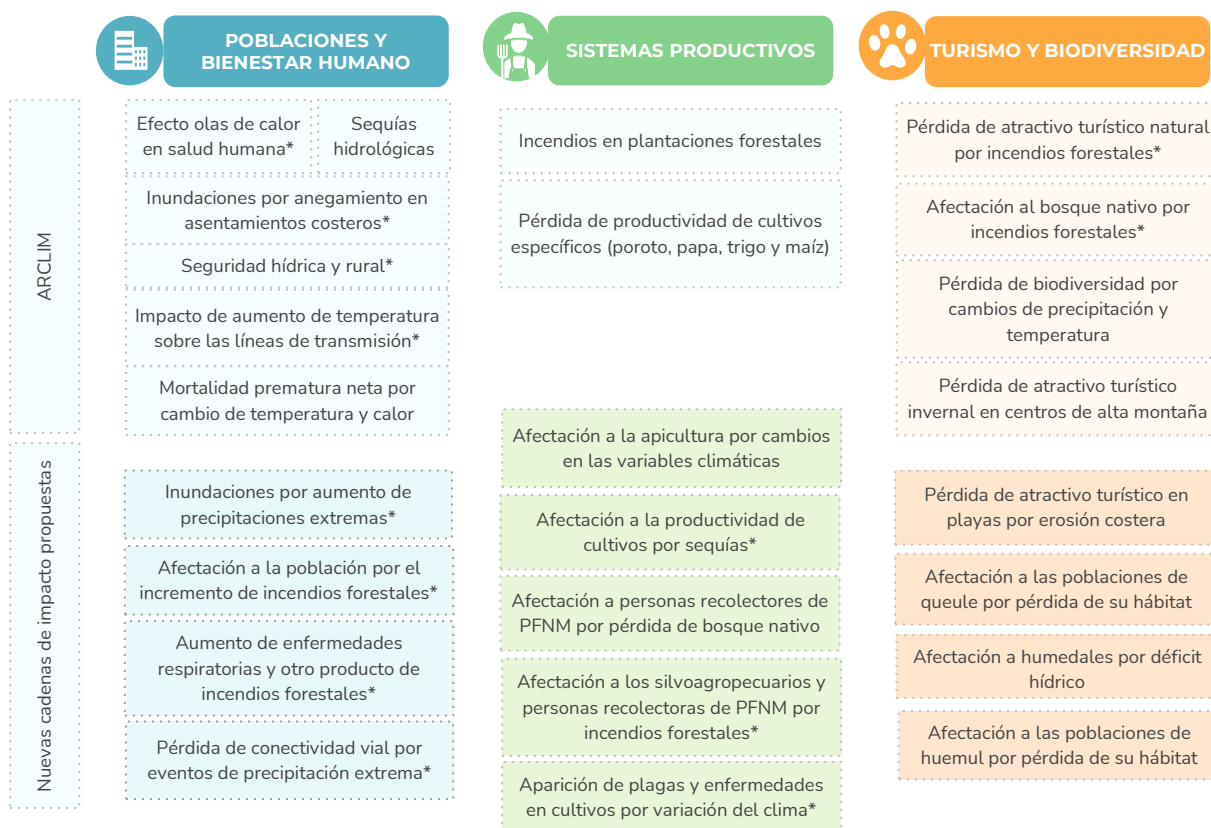 POBLACIONES Y
BIENESTAR HUMANO
SISTEMAS PRODUCTIVOS
TURISMO Y BIODIVERSIDAD
ARCLIM
Efecto olas de calor
en salud humana*
Sequías
hidrológicas
Inundaciones por anegamiento en
asentamientos costeros*
Seguridad hídrica y rural*
Impacto de aumento de temperatura
sobre las líneas de transmisión*
Mortalidad prematura neta por
cambio de temperatura y calor
Incendios en plantaciones forestales
Pérdida de productividad de cultivos
específicos (poroto, papa, trigo y maíz)
Pérdida de atractivo turístico natural
por incendios forestales*
Afectación al bosque nativo por
incendios forestales*
Pérdida de biodiversidad por
cambios de precipitación y
temperatura
Pérdida de atractivo turístico
invernal en centros de alta montaña
Nuevas cadenas de impacto propuestas
Inundaciones por aumento de
precipitaciones extremas*
Afectación a la población por el
incremento de incendios forestales*
Aumento de enfermedades
respiratorias y otro producto de
incendios forestales*
Pérdida de conectividad vial por
eventos de precipitación extrema*
Afectación a la apicultura por cambios
en las variables climáticas
Afectación a la productividad de
cultivos por sequías*
Afectación a personas recolectores de
PFNM por pérdida de bosque nativo
Afectación a los silvoagropecuarios y
personas recolectoras de PFNM por
incendios forestales*
Aparición de plagas y enfermedades
en cultivos por variación del clima*
Pérdida de atractivo turístico en
playas por erosión costera
Afectación a las poblaciones de
queule por pérdida de su hábitat
Afectación a humedales por déficit
hídrico
Afectación a las poblaciones de
huemul por pérdida de su hábitat